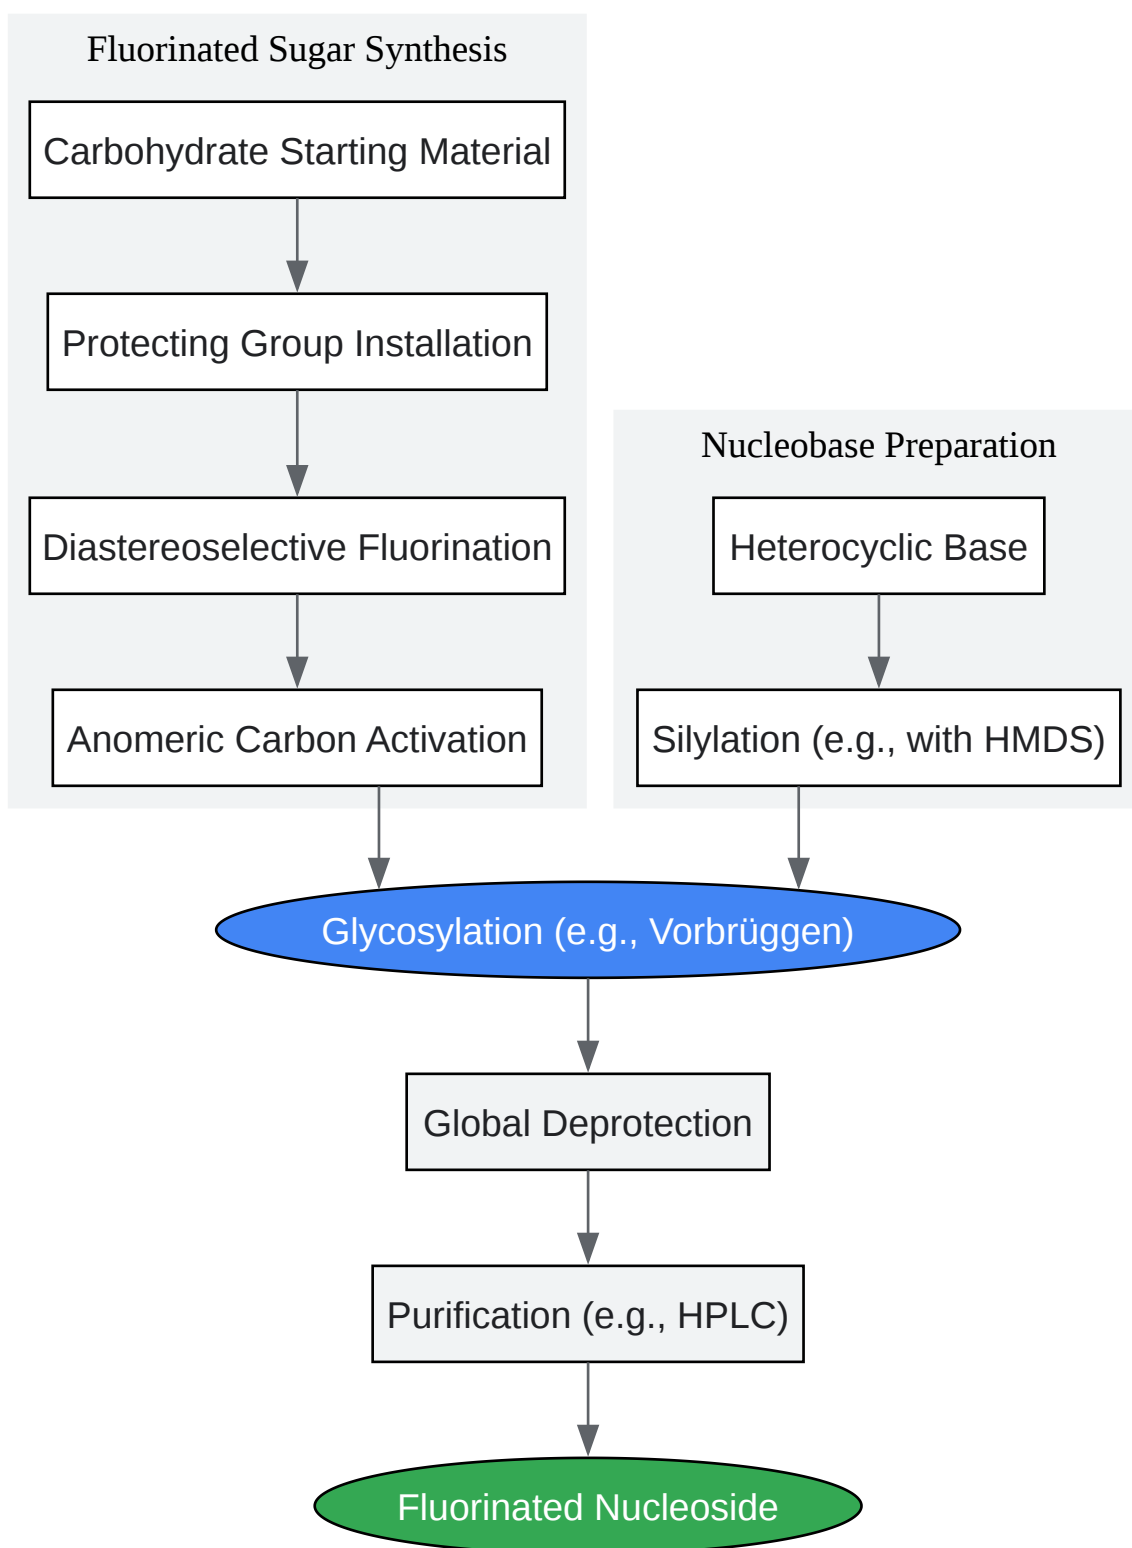 Fluorinated Sugar Synthesis
Carbohydrate Starting Material
Protecting Group Installation
Diastereoselective Fluorination
Anomeric Carbon Activation
Nucleobase Preparation
Heterocyclic Base
Silylation (e.g., with HMDS)
Glycosylation (e.g., Vorbrüggen)
Global Deprotection
Purification (e.g., HPLC)
Fluorinated Nucleoside